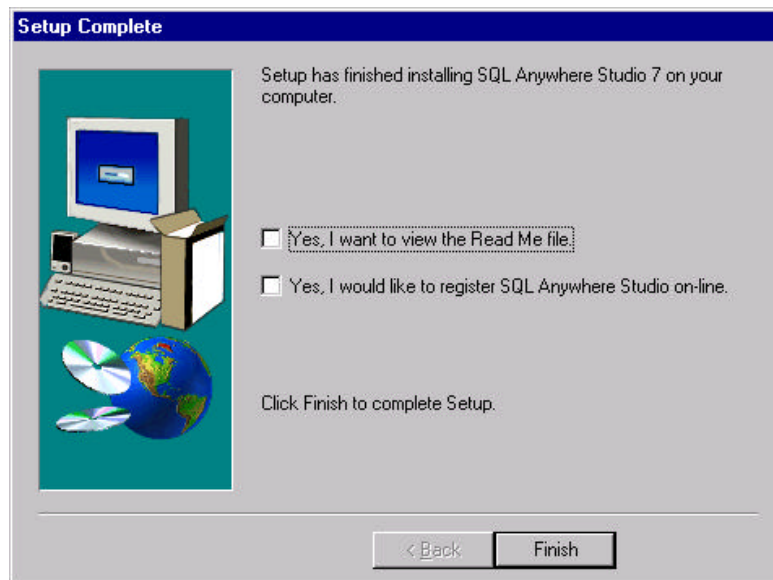 Setup Complete
Setup has finished installing SQL Anywhere Studio 7 on your
computer.
Yes, I want to view the Read Me file.
Yes, I would like to register SQL Anywhere Studio on-line.
Click Finish to complete Setup.
< Back
Finish